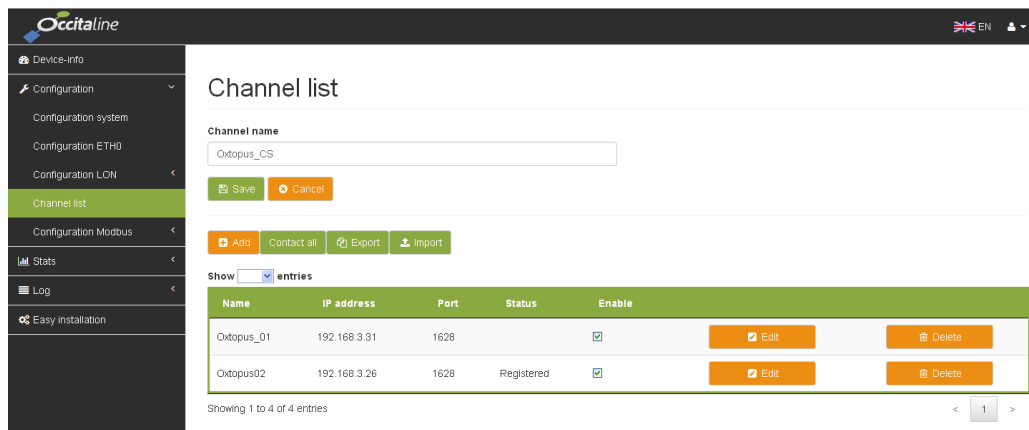 Occitaline
EN
Device-info
Configuration
Configuration system
Configuration ETH0
Configuration LON
Channel list
Configuration Modbus
Stats
Log
Easy installation
Channel list
Channel name
Oxtopus_CS
Save Cancel
Add Contact all Export Import
Show entries
Name IP address Port Status Enable
Oxtopus_01 192.168.3.31 1628 Edit Delete
Oxtopus02 192.168.3.26 1628 Registered Edit Delete
Showing 1 to 4 of 4 entries
< 1 >